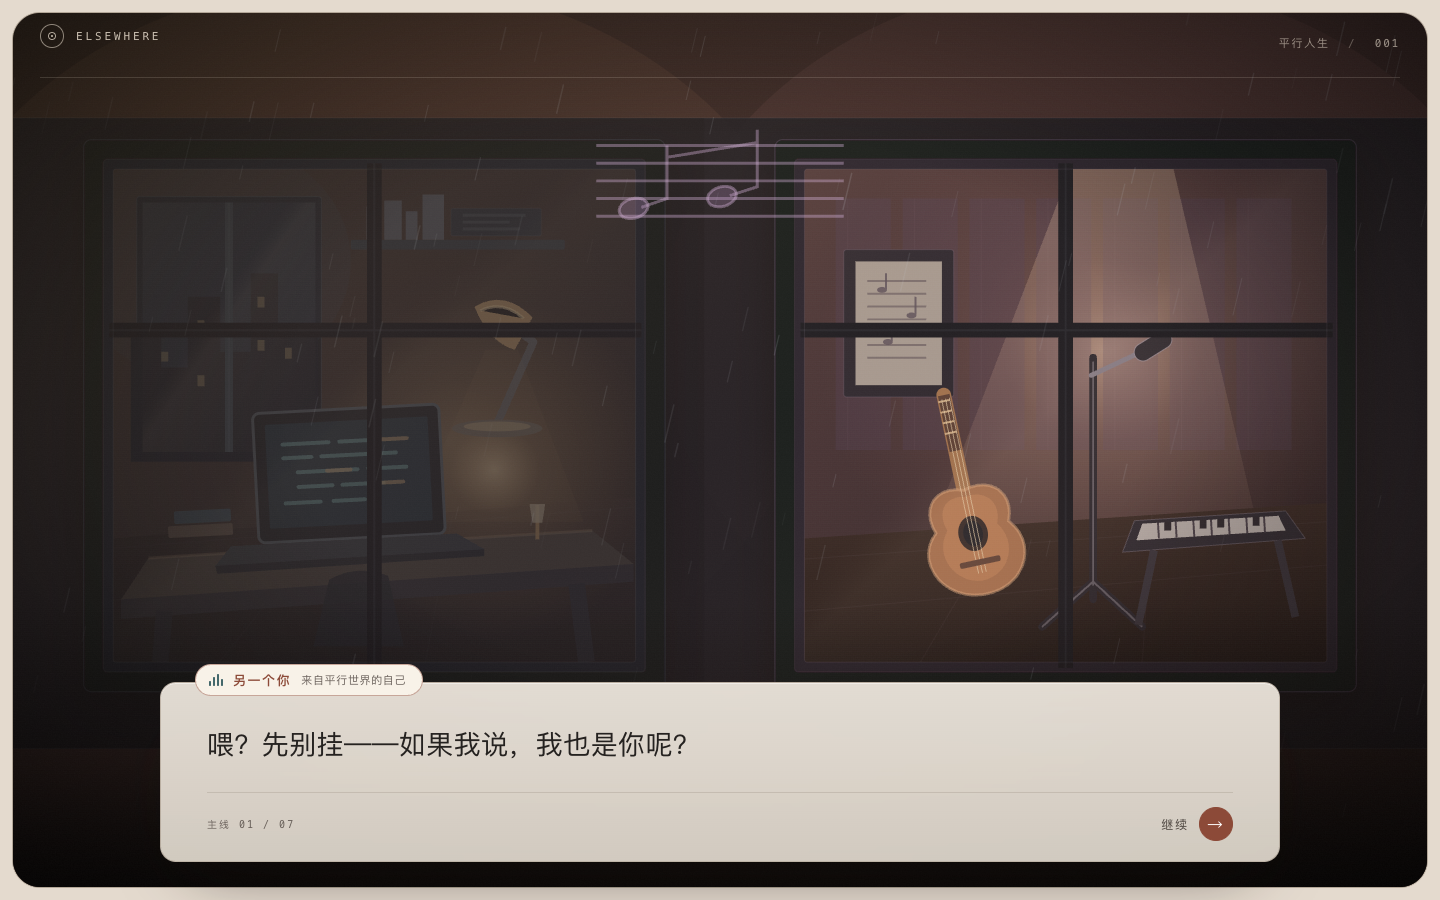 ELSEWHERE
平行人生 / 001
另一个你 来自平行世界的自己
喂？先别挂——如果我说，我也是你呢？
主线 01 / 07
继续 →